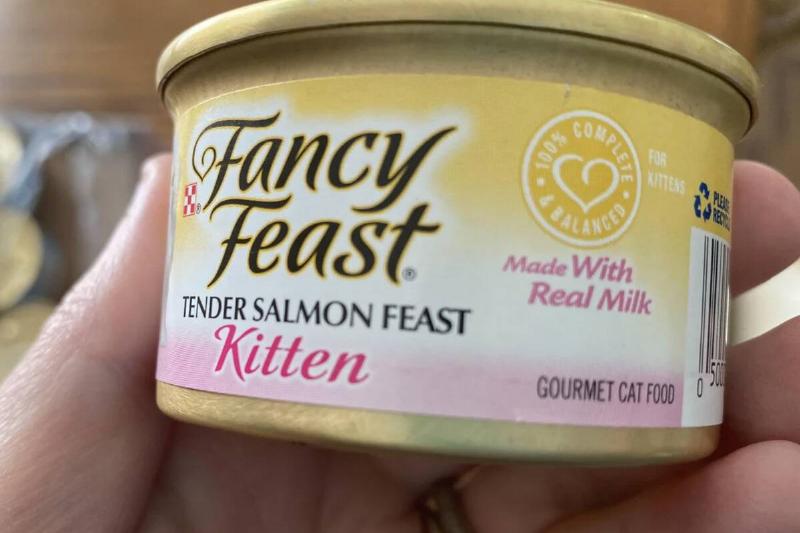 Fancy
Feast®
TENDER SALMON FEAST
Kitten
100% COMPLETE
& BALANCED
FOR
KITTENS
Made With
Real Milk
GOURMET CAT FOOD
PLEASE
RECYCLE
0